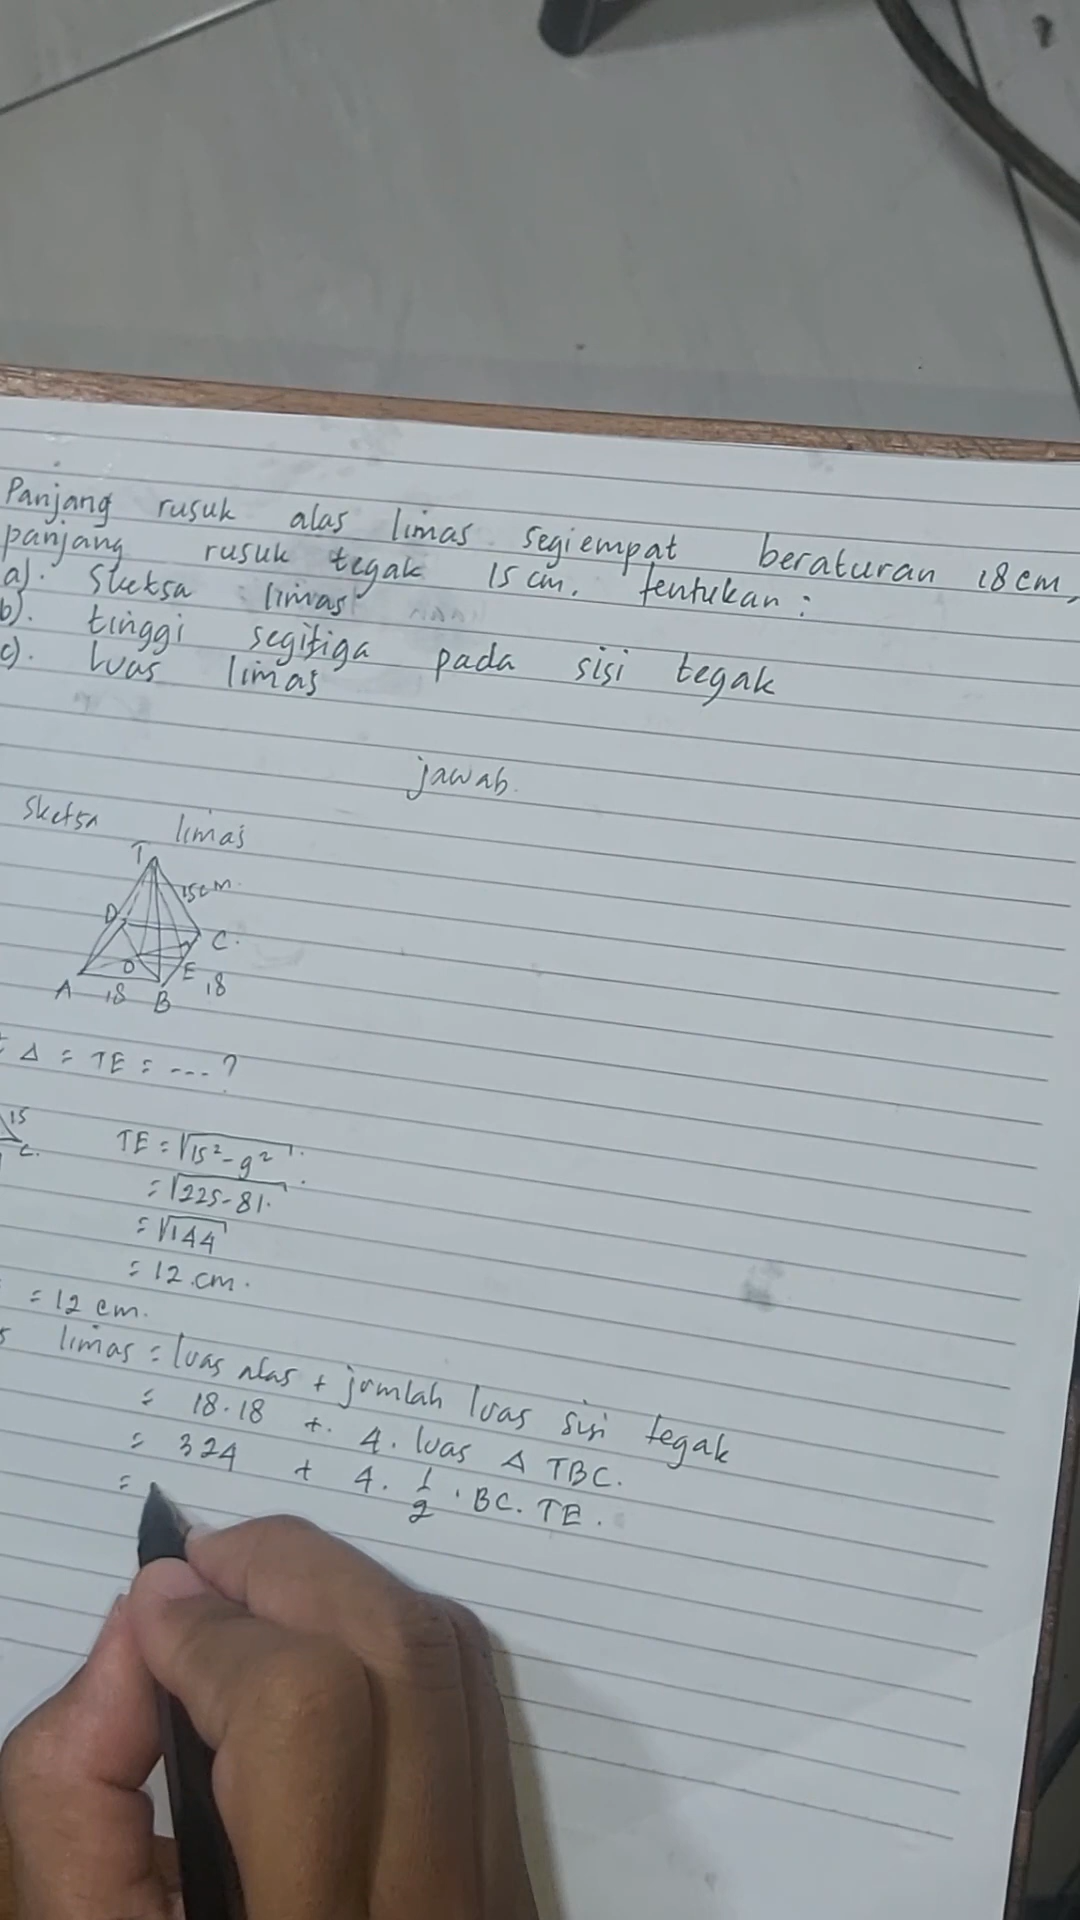 Panjang rusuk alas limas segiempat beraturan 18 cm,
panjang rusuk tegak 15 cm. tentukan :
a). Sketsa limas
b). tinggi segitiga pada sisi tegak
c). Luas limas
jawab.
Sketsa limas
T
15 cm.
D
C.
O
E
A 18 B 18
Δ = TE = ....?
15
C.
TE = √15² - 9²
= √225 - 81.
= √144
= 12 cm.
= 12 cm.
limas = luas alas + jumlah luas sisi tegak
= 18.18 + 4. luas Δ TBC.
= 324 + 4. 1/2 . BC. TE.
=